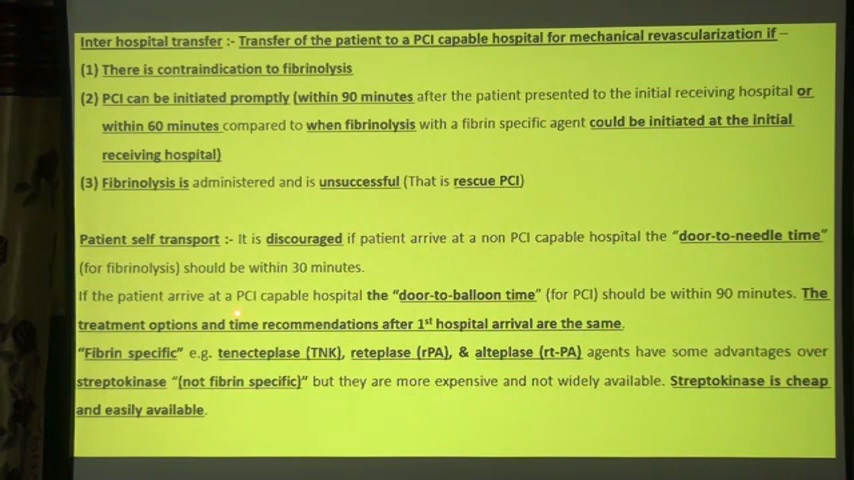 Inter hospital transfer :- Transfer of the patient to a PCI capable hospital for mechanical revascularization if –
(1) There is contraindication to fibrinolysis
(2) PCI can be initiated promptly (within 90 minutes after the patient presented to the initial receiving hospital or
within 60 minutes compared to when fibrinolysis with a fibrin specific agent could be initiated at the initial
receiving hospital)
(3) Fibrinolysis is administered and is unsuccessful (That is rescue PCI)
Patient self transport :- It is discouraged if patient arrive at a non PCI capable hospital the "door-to-needle time"
(for fibrinolysis) should be within 30 minutes.
If the patient arrive at a PCI capable hospital the "door-to-balloon time" (for PCI) should be within 90 minutes. The
treatment options and time recommendations after 1st hospital arrival are the same.
"Fibrin specific" e.g. tenecteplase (TNK), reteplase (rPA), & alteplase (rt-PA) agents have some advantages over
streptokinase "(not fibrin specific)" but they are more expensive and not widely available. Streptokinase is cheap
and easily available.